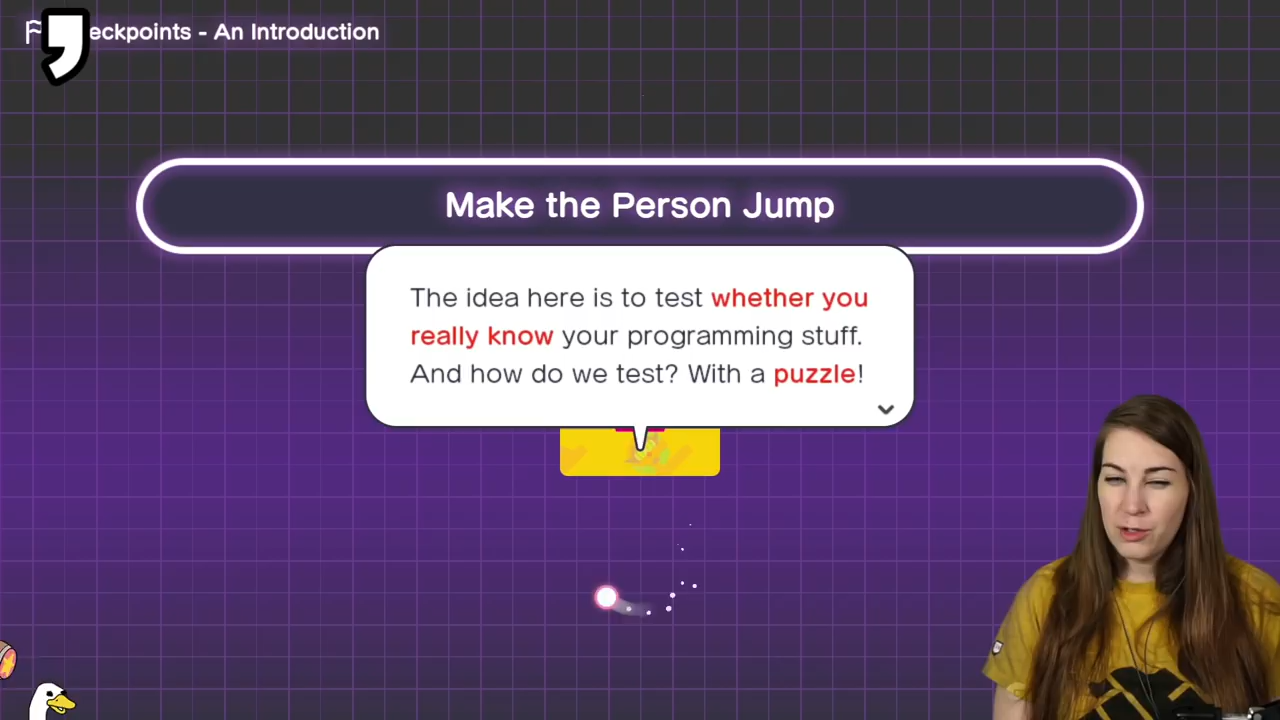 eckpoints - An Introduction
Make the Person Jump
The idea here is to test whether you
really know your programming stuff.
And how do we test? With a puzzle!